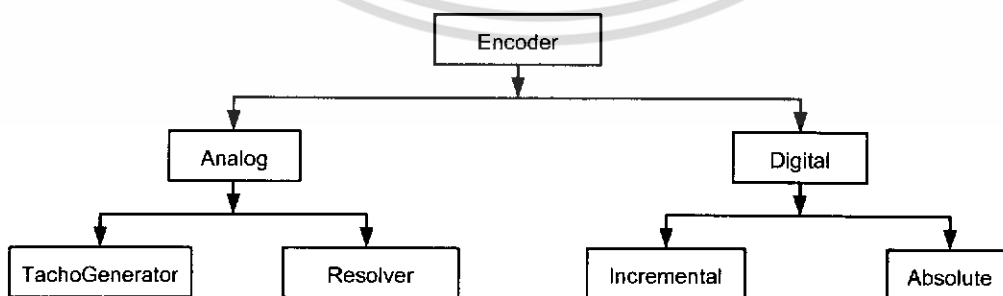 Encoder
Analog
Digital
TachoGenerator
Resolver
Incremental
Absolute